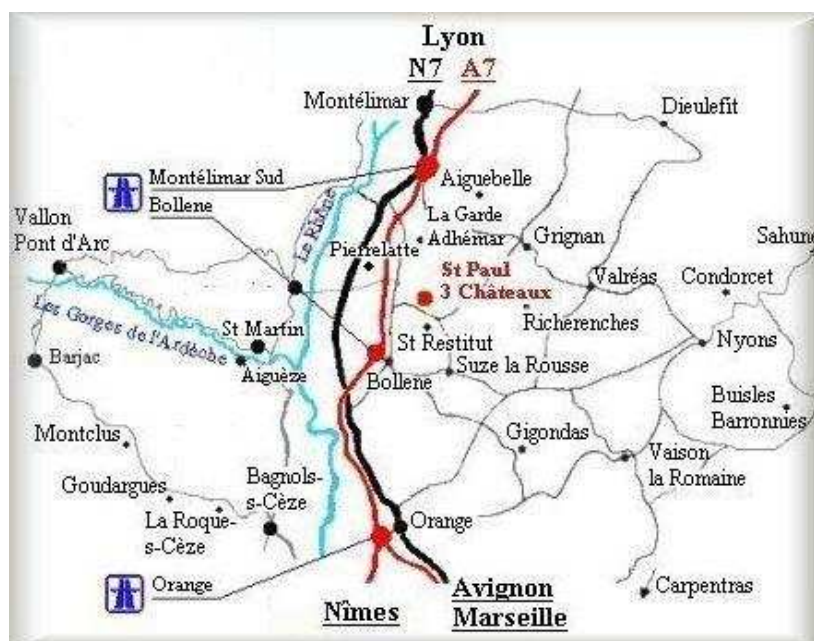 Lyon
N7 A7
Montélimar
Dieulefit
Montélimar Sud
Bollene
Aiguebelle
La Garde
Adhémar
Le Rhône
Vallon
Pont d'Arc
Pierrelatte
Grignan
Sahune
St Paul
3 Châteaux
Valréas
Condorcet
Les Gorges de l'Ardèche
St Martin
Richerenches
St Restitut
Nyons
Barjac
Aiguèze
Bollene
Suze la Rousse
Buisles
Barronnies
Montclus
Gigondas
Vaison
la Romaine
Goudargues
Bagnols-
s-Cèze
La Roque-
s-Cèze
Orange
Orange
Nîmes
Avignon
Marseille
Carpentras